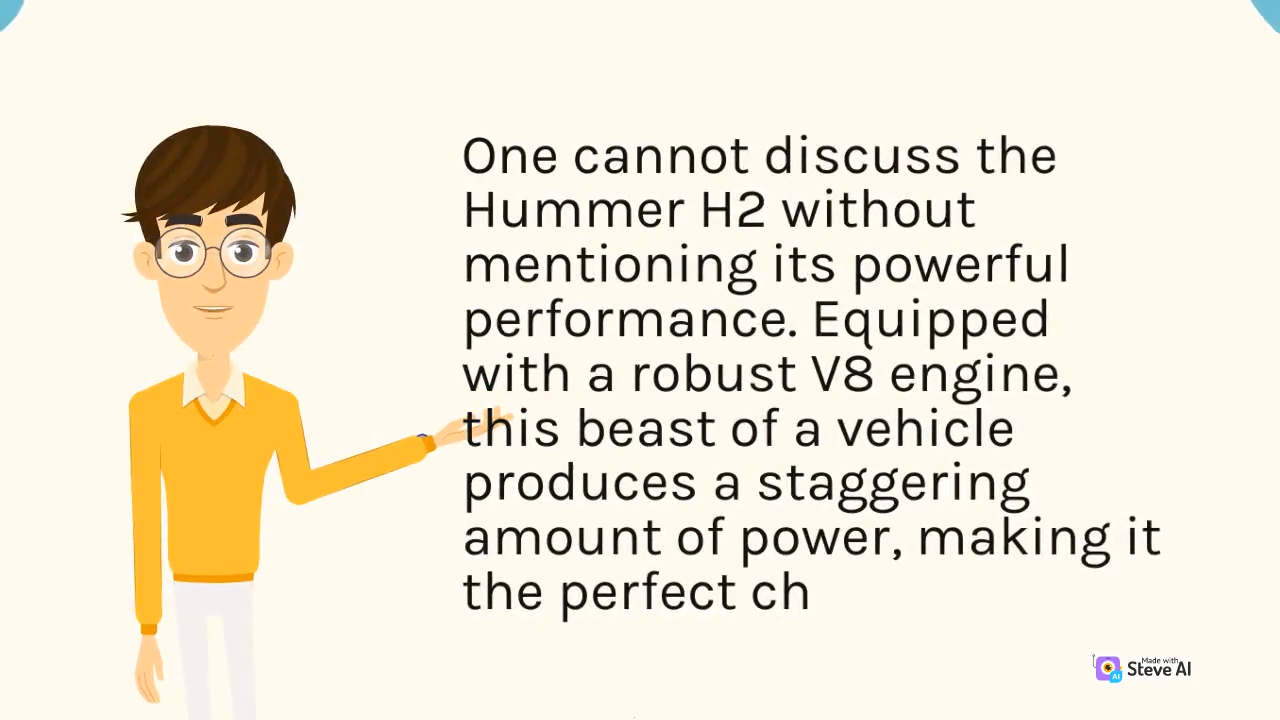 One cannot discuss the
Hummer H2 without
mentioning its powerful
performance. Equipped
with a robust V8 engine,
this beast of a vehicle
produces a staggering
amount of power, making it
the perfect ch
Made with
Steve AI
AI